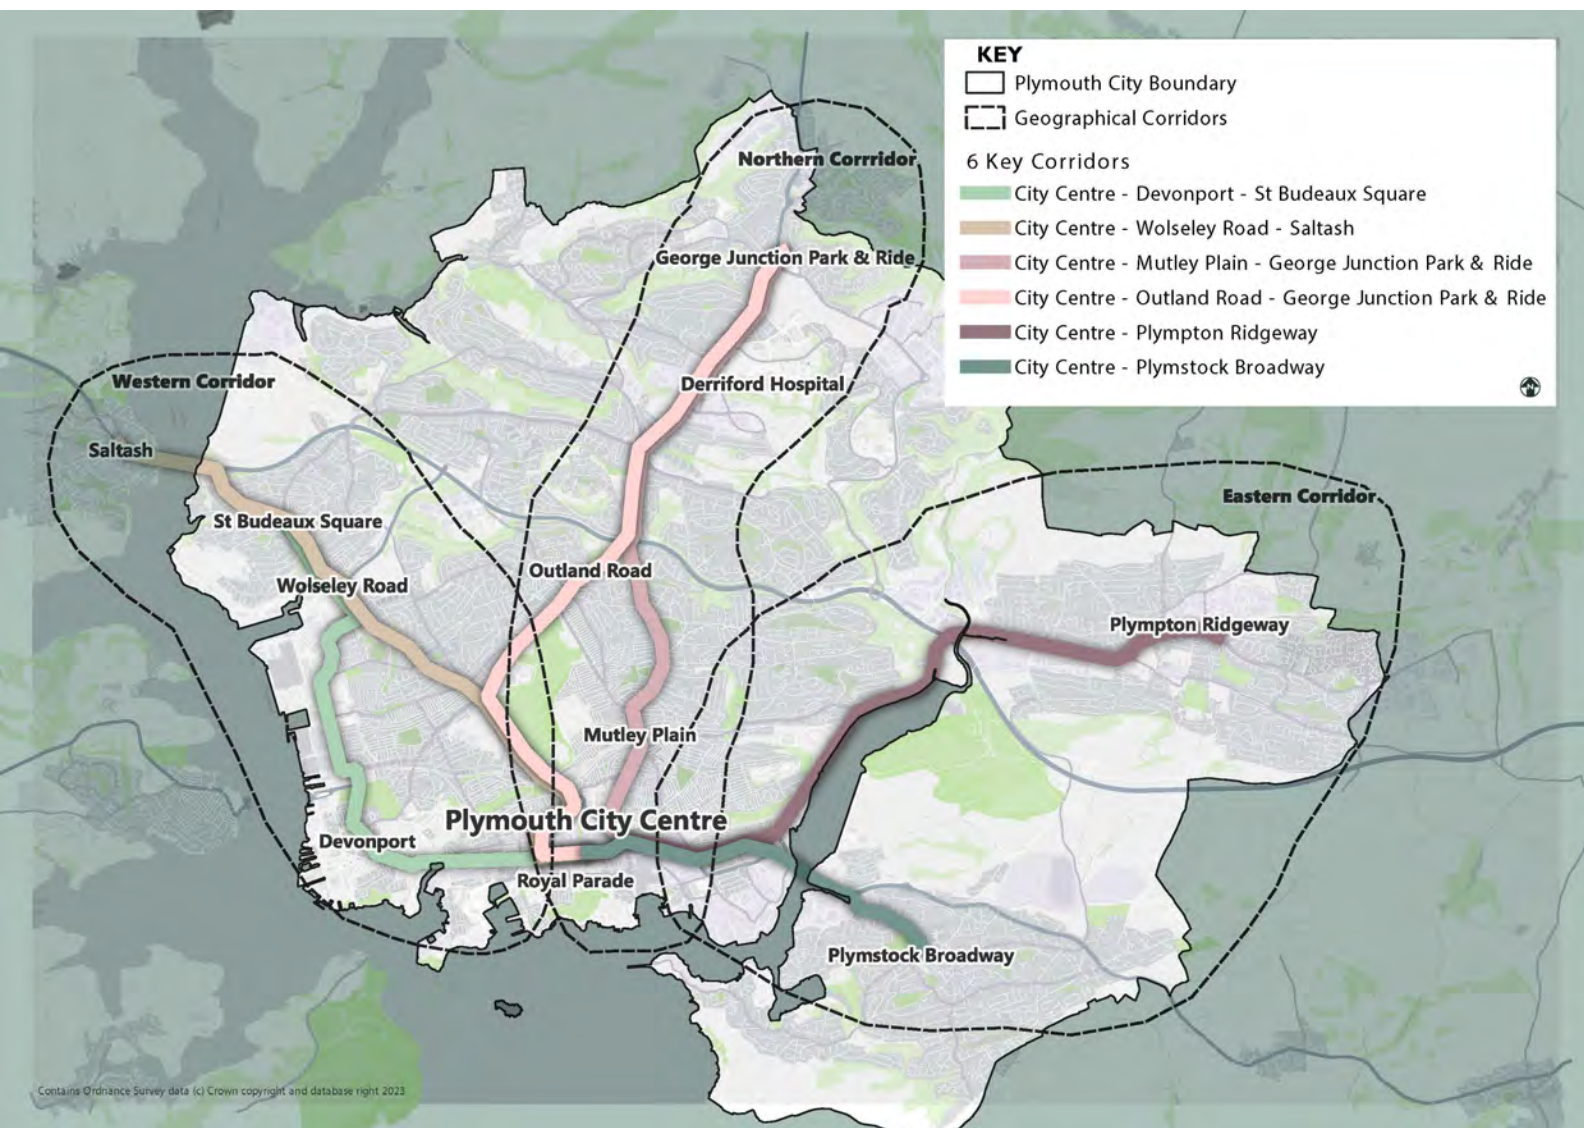 KEY
Plymouth City Boundary
Geographical Corridors
6 Key Corridors
City Centre - Devonport - St Budeaux Square
City Centre - Wolseley Road - Saltash
City Centre - Mutley Plain - George Junction Park & Ride
City Centre - Outland Road - George Junction Park & Ride
City Centre - Plympton Ridgeway
City Centre - Plymstock Broadway
N
Northern Corrridor
George Junction Park & Ride
Western Corridor
Derriford Hospital
Saltash
Eastern Corridor
St Budeaux Square
Outland Road
Wolseley Road
Plympton Ridgeway
Mutley Plain
Plymouth City Centre
Devonport
Royal Parade
Plymstock Broadway
Contains Ordnance Survey data (c) Crown copyright and database right 2023